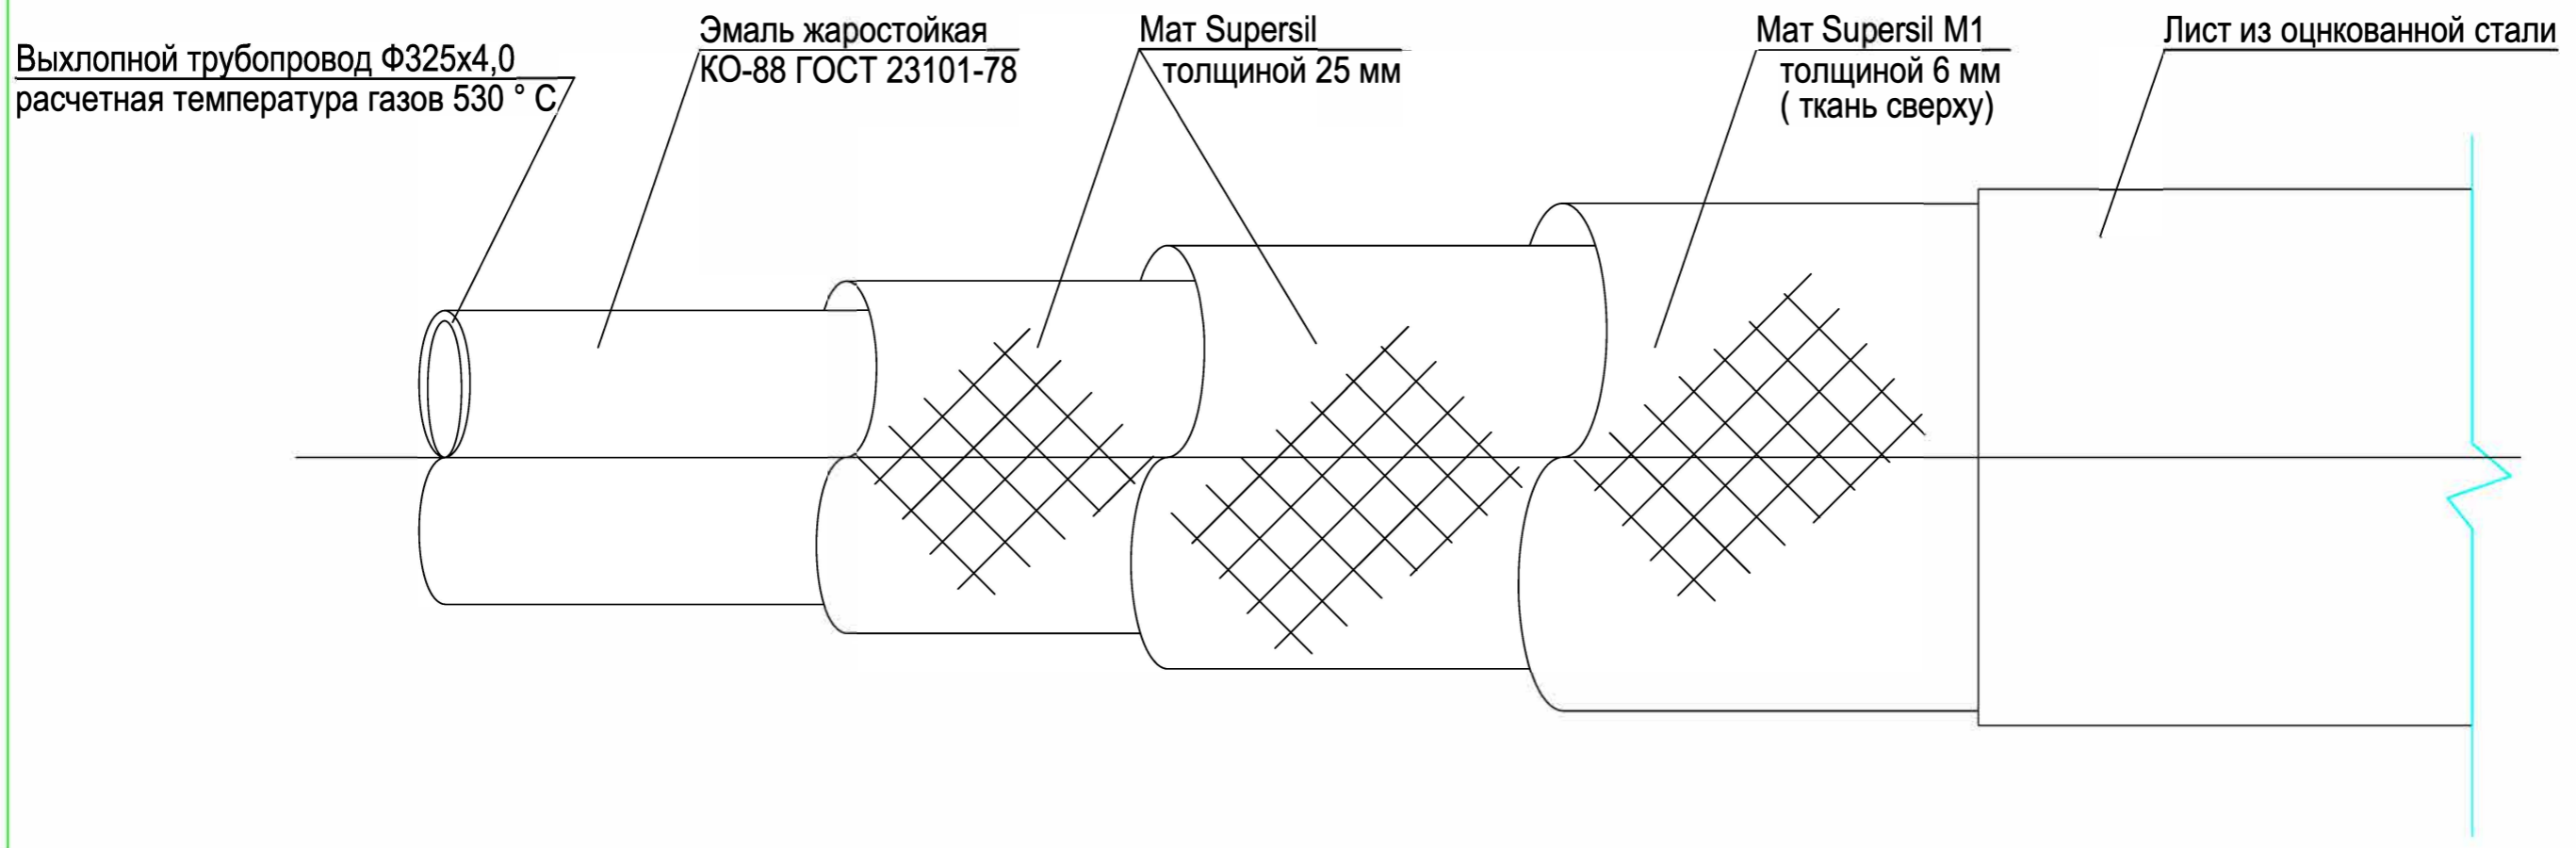 Выхлопной трубопровод Ф325х4,0
расчетная температура газов 530 ° С
Эмаль жаростойкая
КО-88 ГОСТ 23101-78
Мат Supersil
толщиной 25 мм
Мат Supersil М1
толщиной 6 мм
( ткань сверху)
Лист из оцнкованной стали